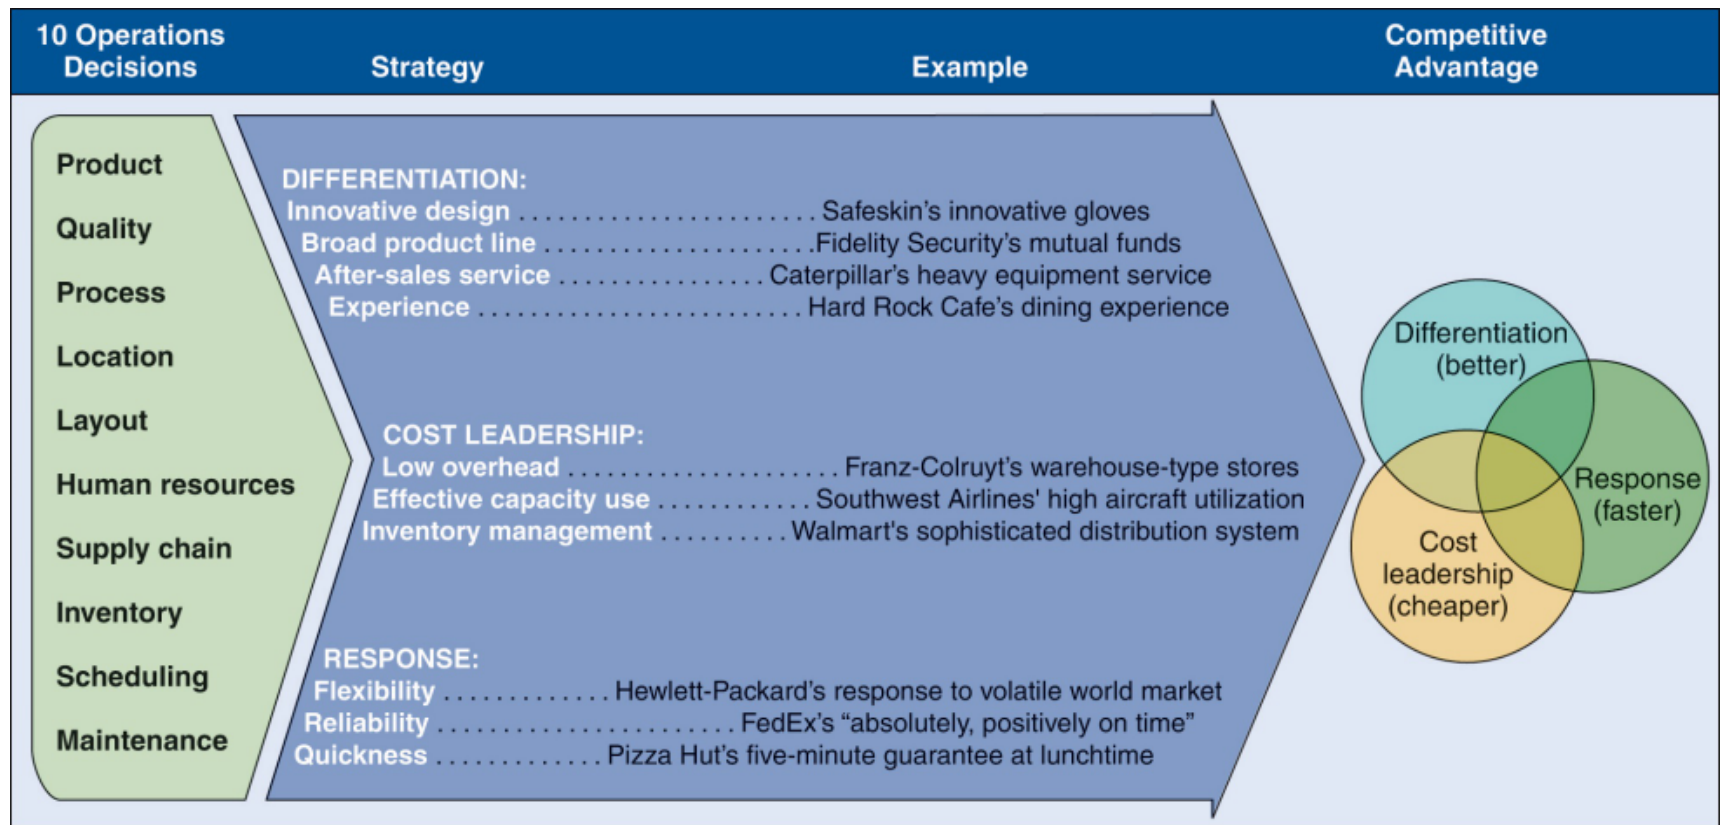 10 Operations
Decisions
Strategy
Example
Competitive
Advantage
Product
Quality
Process
Location
Layout
Human resources
Supply chain
Inventory
Scheduling
Maintenance
DIFFERENTIATION:
Innovative design . . . . . . . . . . . . . . . . . . . . . . . Safeskin’s innovative gloves
Broad product line . . . . . . . . . . . . . . . . . . . . .Fidelity Security’s mutual funds
After-sales service . . . . . . . . . . . . . . . . Caterpillar’s heavy equipment service
Experience . . . . . . . . . . . . . . . . . . . . . . . . . Hard Rock Cafe’s dining experience
COST LEADERSHIP:
Low overhead . . . . . . . . . . . . . . . . . . . . . Franz-Colruyt’s warehouse-type stores
Effective capacity use . . . . . . . . . . . . Southwest Airlines' high aircraft utilization
Inventory management . . . . . . . . . . Walmart's sophisticated distribution system
RESPONSE:
Flexibility . . . . . . . . . . . . . Hewlett-Packard’s response to volatile world market
Reliability . . . . . . . . . . . . . . . . . . . . . . . FedEx’s “absolutely, positively on time”
Quickness . . . . . . . . . . . . . Pizza Hut’s five-minute guarantee at lunchtime
Differentiation
(better)
Response
(faster)
Cost
leadership
(cheaper)